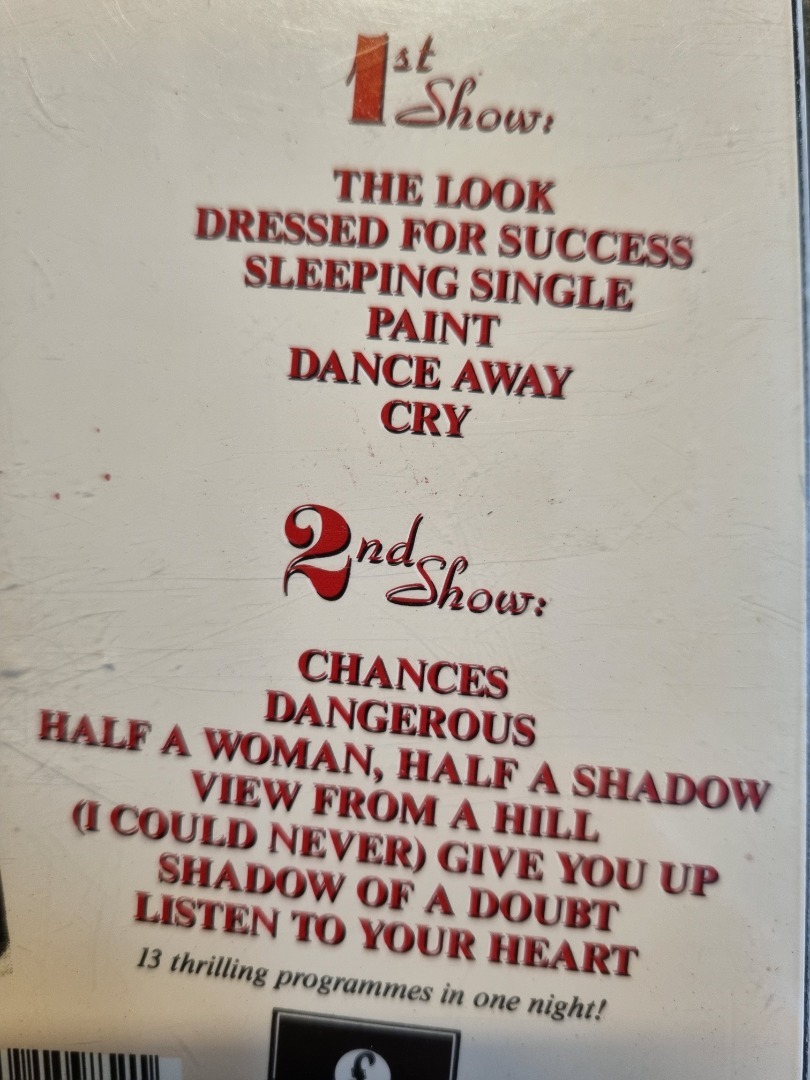 1st Show:
THE LOOK
DRESSED FOR SUCCESS
SLEEPING SINGLE
PAINT
DANCE AWAY
CRY
2nd Show:
CHANCES
DANGEROUS
HALF A WOMAN, HALF A SHADOW
VIEW FROM A HILL
(I COULD NEVER) GIVE YOU UP
SHADOW OF A DOUBT
LISTEN TO YOUR HEART
13 thrilling programmes in one night!